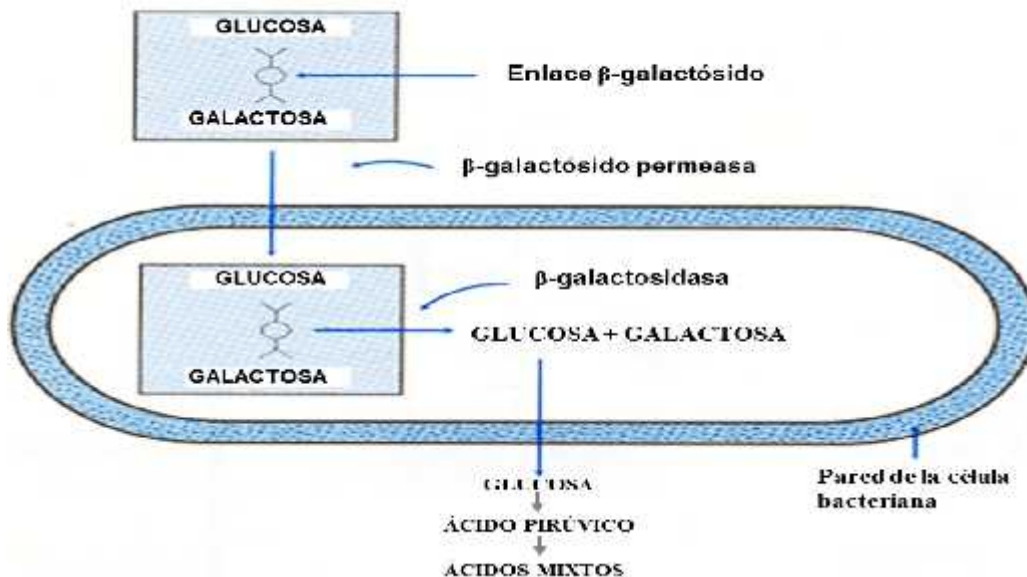 GLUCOSA
Enlace β-galactósido
GALACTOSA
β-galactósido permeasa
GLUCOSA
β-galactosidasa
GLUCOSA + GALACTOSA
GALACTOSA
Pared de la célula
bacteriana
GLUCOSA
ÁCIDO PIRÚVICO
ACIDOS MIXTOS